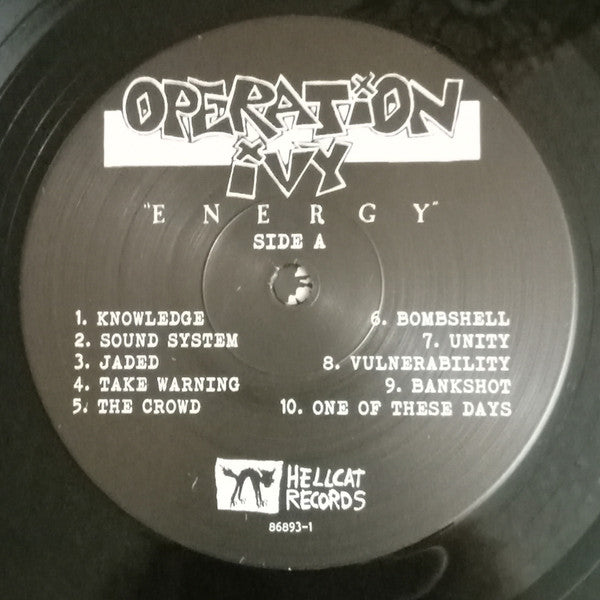 OPERATiON
iVY
"ENERGY"
SIDE A
1. KNOWLEDGE
2. SOUND SYSTEM
3. JADED
4. TAKE WARNING
5. THE CROWD
6. BOMBSHELL
7. UNITY
8. VULNERABILITY
9. BANKSHOT
10. ONE OF THESE DAYS
HELLCAT
RECORDS
86893-1